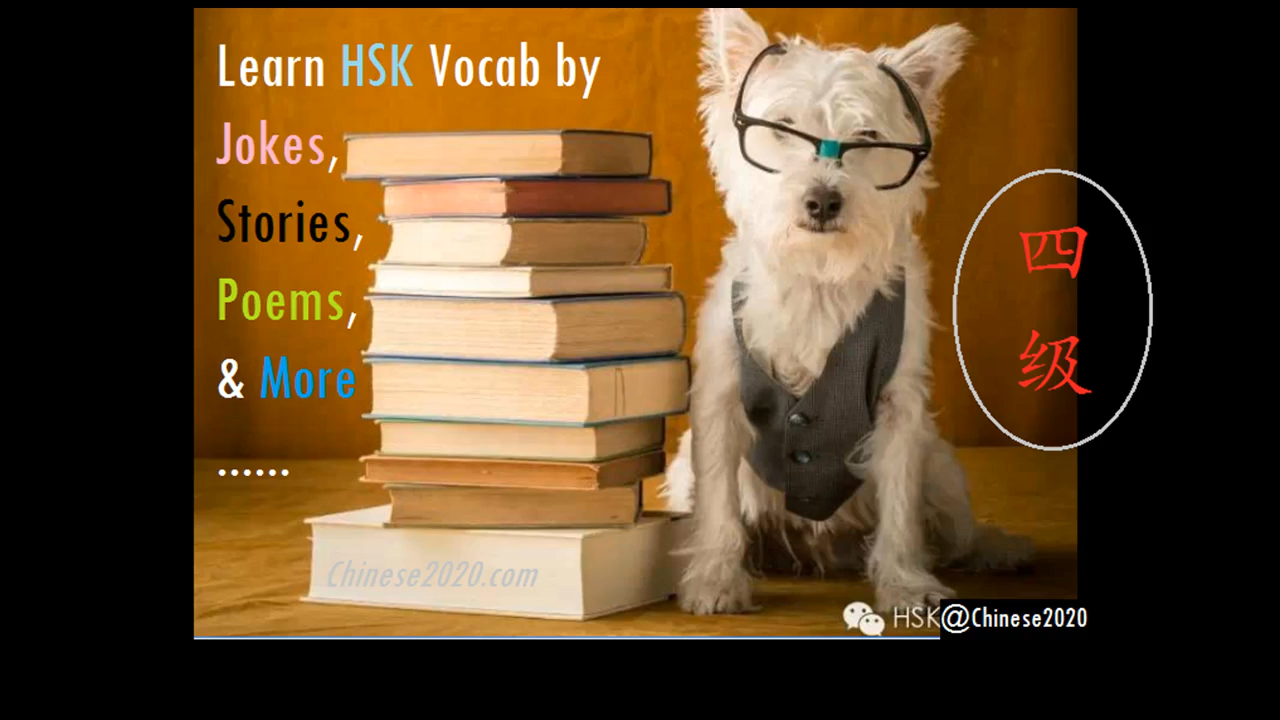 Learn HSK Vocab by
Jokes,
Stories,
Poems,
& More
......
四
级
Chinese2020.com
HSK@Chinese2020